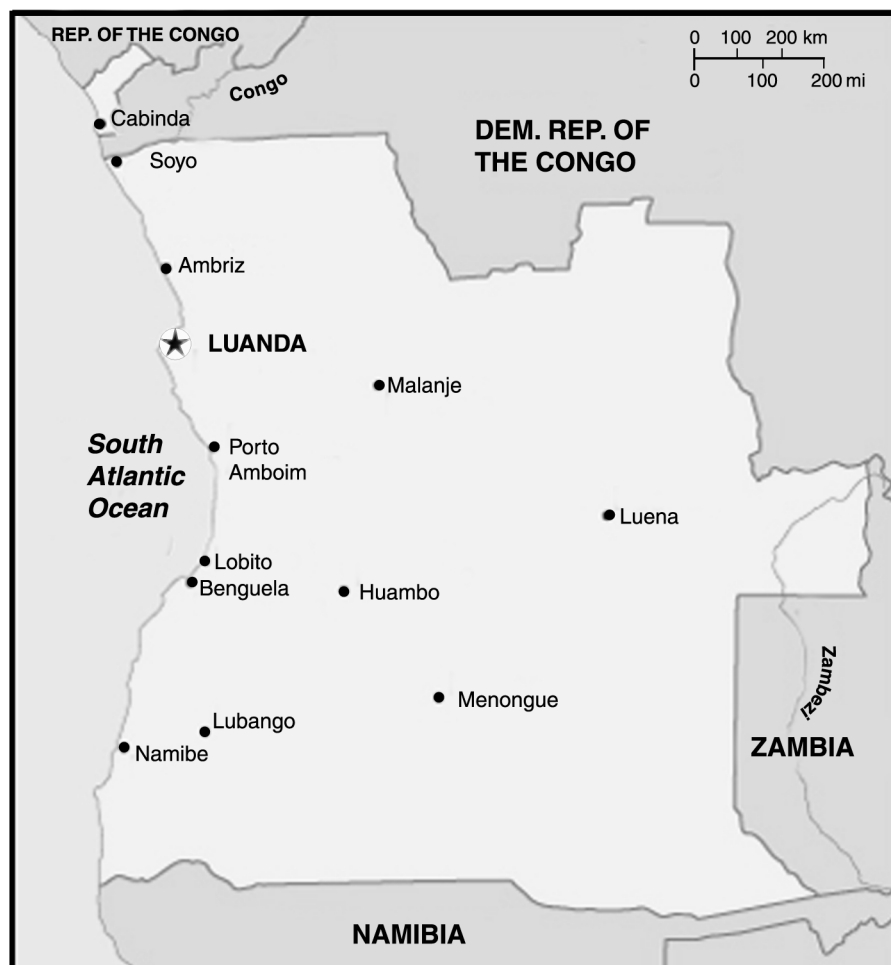 REP. OF THE CONGO
0 100 200 km
0 100 200 mi
Congo
Cabinda
DEM. REP. OF
THE CONGO
Soyo
Ambriz
LUANDA
Malanje
South
Atlantic
Ocean
Porto
Amboim
Luena
Lobito
Benguela
Huambo
Zambezi
Menongue
Lubango
Namibe
ZAMBIA
NAMIBIA